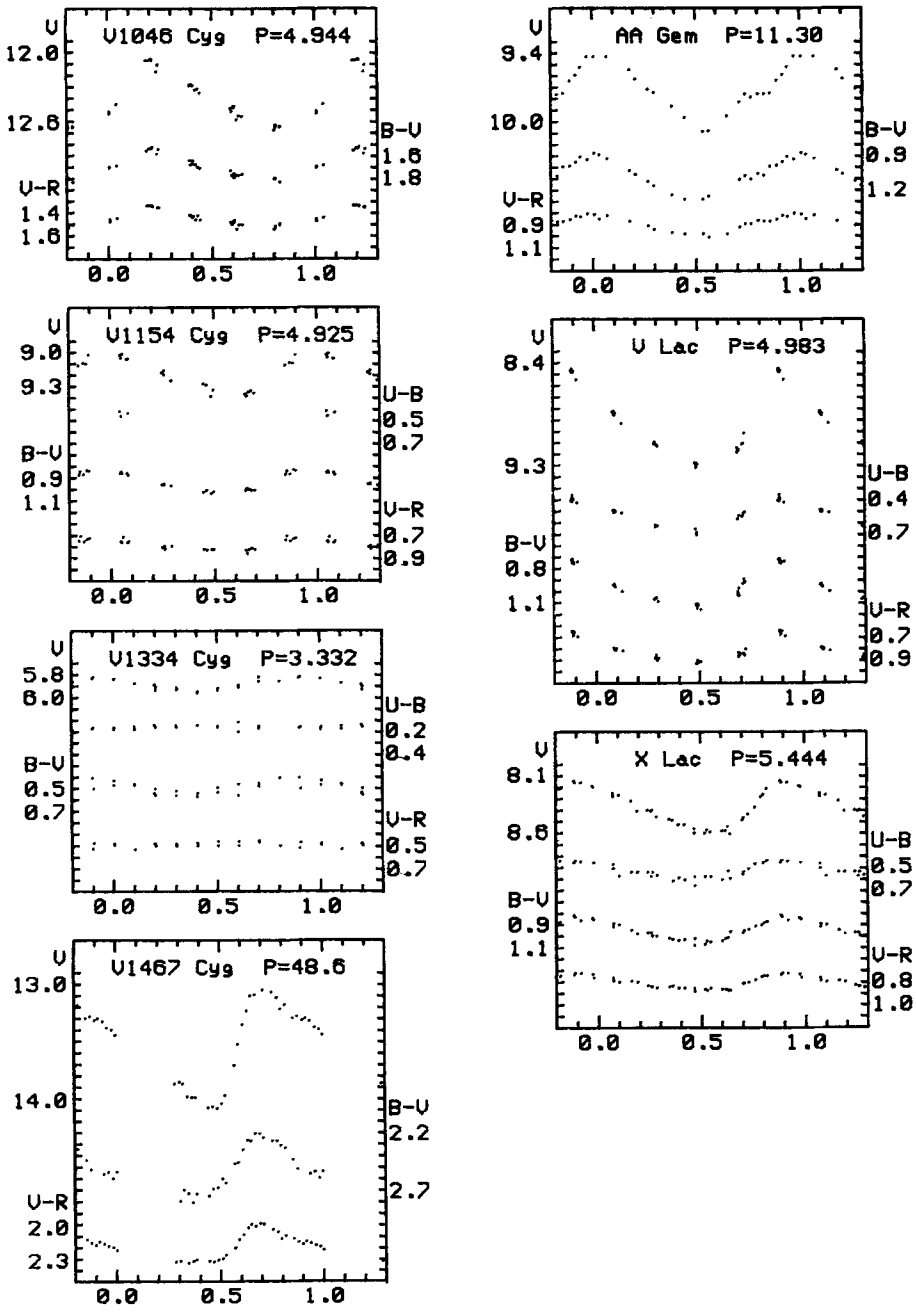 V
V1046 Cyg P=4.944
12.0
12.6
B-V
1.6
1.8
V-R
1.4
1.6
0.0 0.5 1.0
V
V1154 Cyg P=4.925
9.0
9.3
U-B
0.5
0.7
B-V
0.9
1.1
V-R
0.7
0.9
0.0 0.5 1.0
V
V1334 Cyg P=3.332
5.8
6.0
U-B
0.2
0.4
B-V
0.5
0.7
V-R
0.5
0.7
0.0 0.5 1.0
V
V1467 Cyg P=48.6
13.0
14.0
B-V
2.2
2.7
V-R
2.0
2.3
0.0 0.5 1.0
V
AA Gem P=11.30
9.4
10.0
B-V
0.9
1.2
V-R
0.9
1.1
0.0 0.5 1.0
V
V Lac P=4.983
8.4
9.3
U-B
0.4
0.7
B-V
0.8
1.1
V-R
0.7
0.9
0.0 0.5 1.0
V
X Lac P=5.444
8.1
8.6
U-B
0.5
0.7
B-V
0.9
1.1
V-R
0.8
1.0
0.0 0.5 1.0